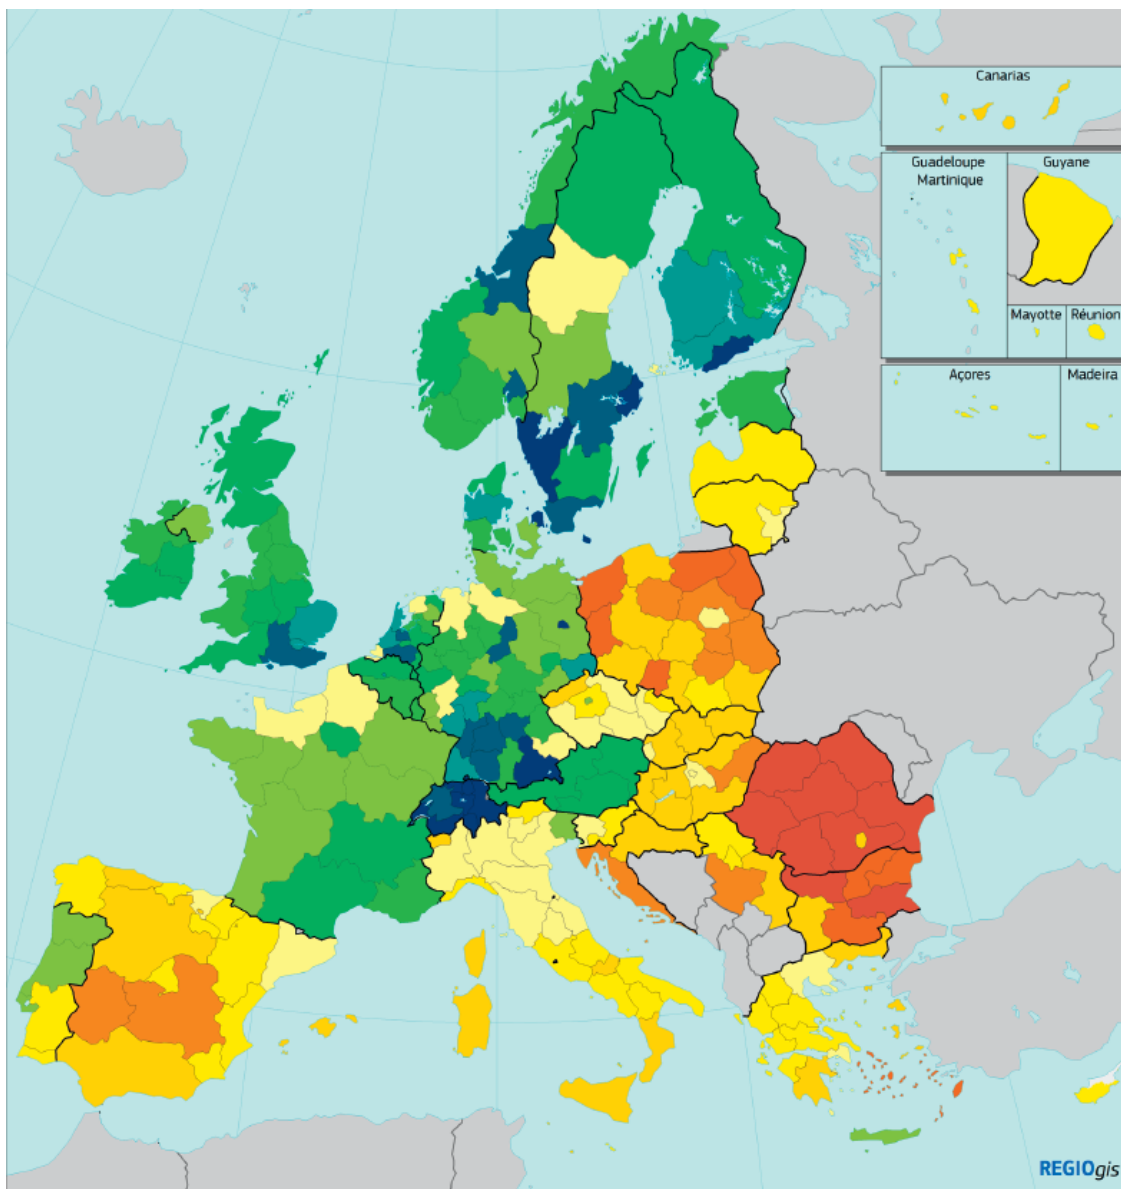 Canarias
Guadeloupe
Martinique
Guyane
Mayotte
Réunion
Açores
Madeira
REGIOgis